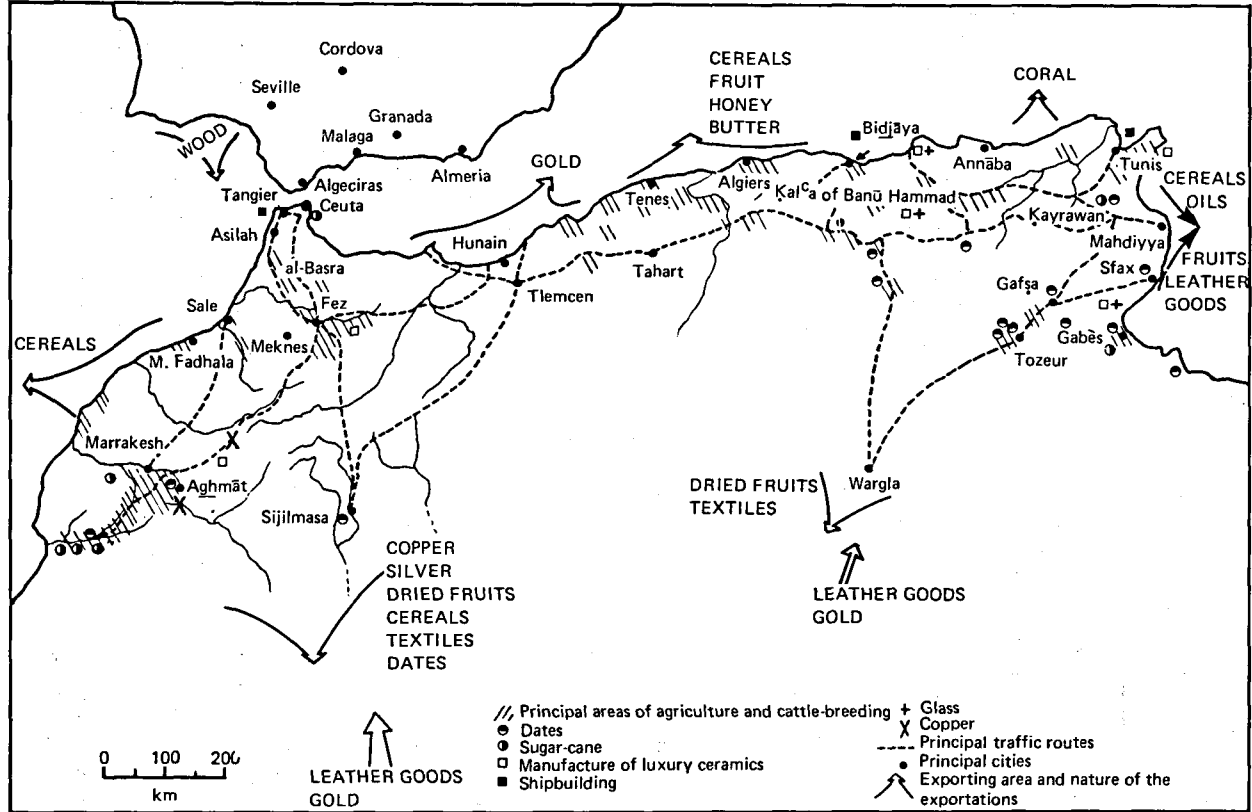 Cordova
Seville
Granada
Malaga
Almeria
WOOD
Algeciras
Tangier
Ceuta
Asilah
GOLD
CEREALS
FRUIT
HONEY
BUTTER
CORAL
Bidjāya
Annāba
Tunis
CEREALS
OILS
Algiers
Tenes
Kalᶜa of Banū Hammad
Kayrawan
Mahdiyya
Hunain
Tahart
Tlemcen
al-Basra
Fez
Sale
Meknes
M. Fadhala
CEREALS
Sfax
FRUITS
LEATHER
GOODS
Gafṣa
Gabès
Tozeur
Marrakesh
Aghmāt
Sijilmasa
Wargla
DRIED FRUITS
TEXTILES
COPPER
SILVER
DRIED FRUITS
CEREALS
TEXTILES
DATES
LEATHER GOODS
GOLD
LEATHER GOODS
GOLD
0 100 200
km
Principal areas of agriculture and cattle-breeding
Dates
Sugar-cane
Manufacture of luxury ceramics
Shipbuilding
Glass
Copper
Principal traffic routes
Principal cities
Exporting area and nature of the
exportations